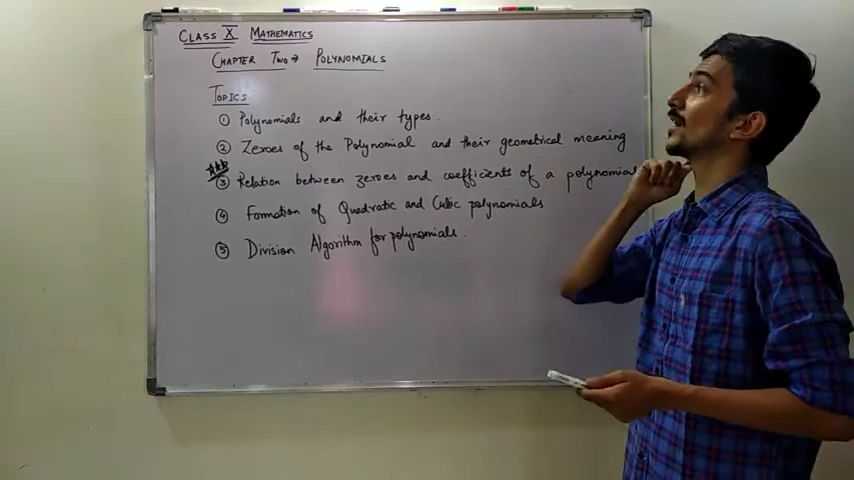 CLASS X MATHEMATICS
CHAPTER TWO → POLYNOMIALS
TOPICS
① Polynomials and their types.
② Zeroes of the Polynomial and their geometrical meaning
③ Relation between zeroes and coefficients of a polynomial
④ Formation of Quadratic and Cubic polynomials
⑤ Division Algorithm for polynomials.